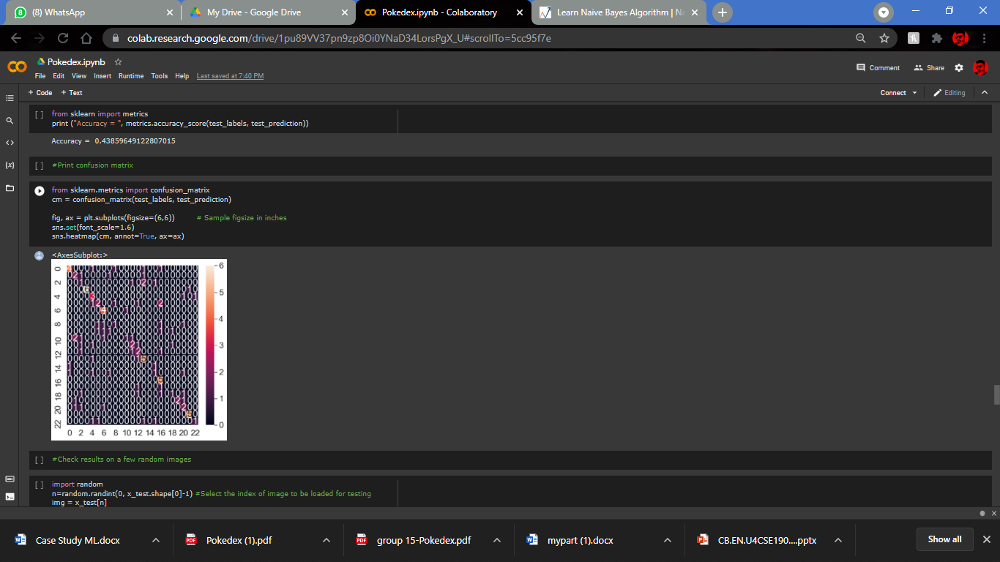 (8) WhatsApp
My Drive - Google Drive
Pokedex.ipynb - Colaboratory
Learn Naive Bayes Algorithm | Na
colab.research.google.com/drive/1pu89VV37pn9zp8Oi0YNaD34LorsPgX_U#scrollTo=5cc95f7e
Pokedex.ipynb
File Edit View Insert Runtime Tools Help Last saved at 7:40 PM
Comment Share
+ Code + Text
Connect Editing
[ ] from sklearn import metrics
print ("Accuracy = ", metrics.accuracy_score(test_labels, test_prediction))
Accuracy = 0.43859649122807015
[ ] #Print confusion matrix
from sklearn.metrics import confusion_matrix
cm = confusion_matrix(test_labels, test_prediction)
fig, ax = plt.subplots(figsize=(6,6)) # Sample figsize in inches
sns.set(font_scale=1.6)
sns.heatmap(cm, annot=True, ax=ax)
<AxesSubplot:>
0 2 4 6 8 10 12 14 16 18 20 22
6
5
4
3
2
1
0
0 2 4 6 8 10 12 14 16 18 20 22
[ ] #Check results on a few random images
[ ] import random
n=random.randint(0, x_test.shape[0]-1) #Select the index of image to be loaded for testing
img = x_test[n]
Case Study ML.docx
Pokedex (1).pdf
group 15-Pokedex.pdf
mypart (1).docx
CB.EN.U4CSE190....pptx
Show all